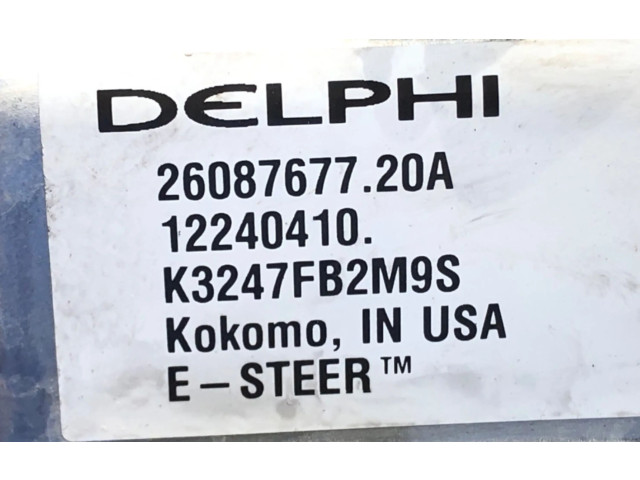 DELPHI
26087677.20A
12240410.
K3247FB2M9S
Kokomo, IN USA
E-STEER™